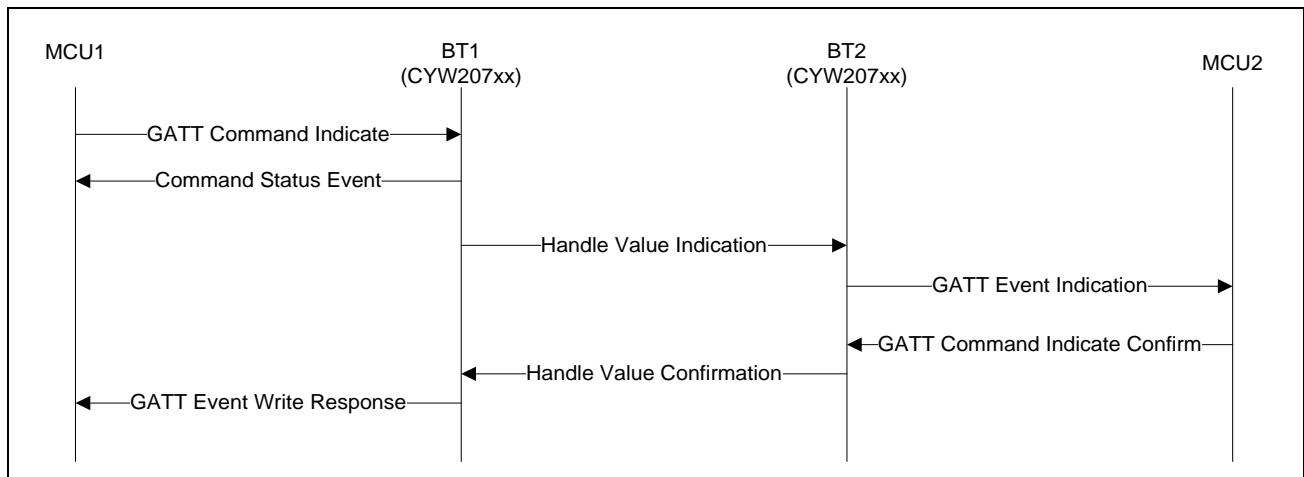 MCU1
BT1
(CYW207xx)
BT2
(CYW207xx)
MCU2
GATT Command Indicate
Command Status Event
Handle Value Indication
GATT Event Indication
GATT Command Indicate Confirm
Handle Value Confirmation
GATT Event Write Response